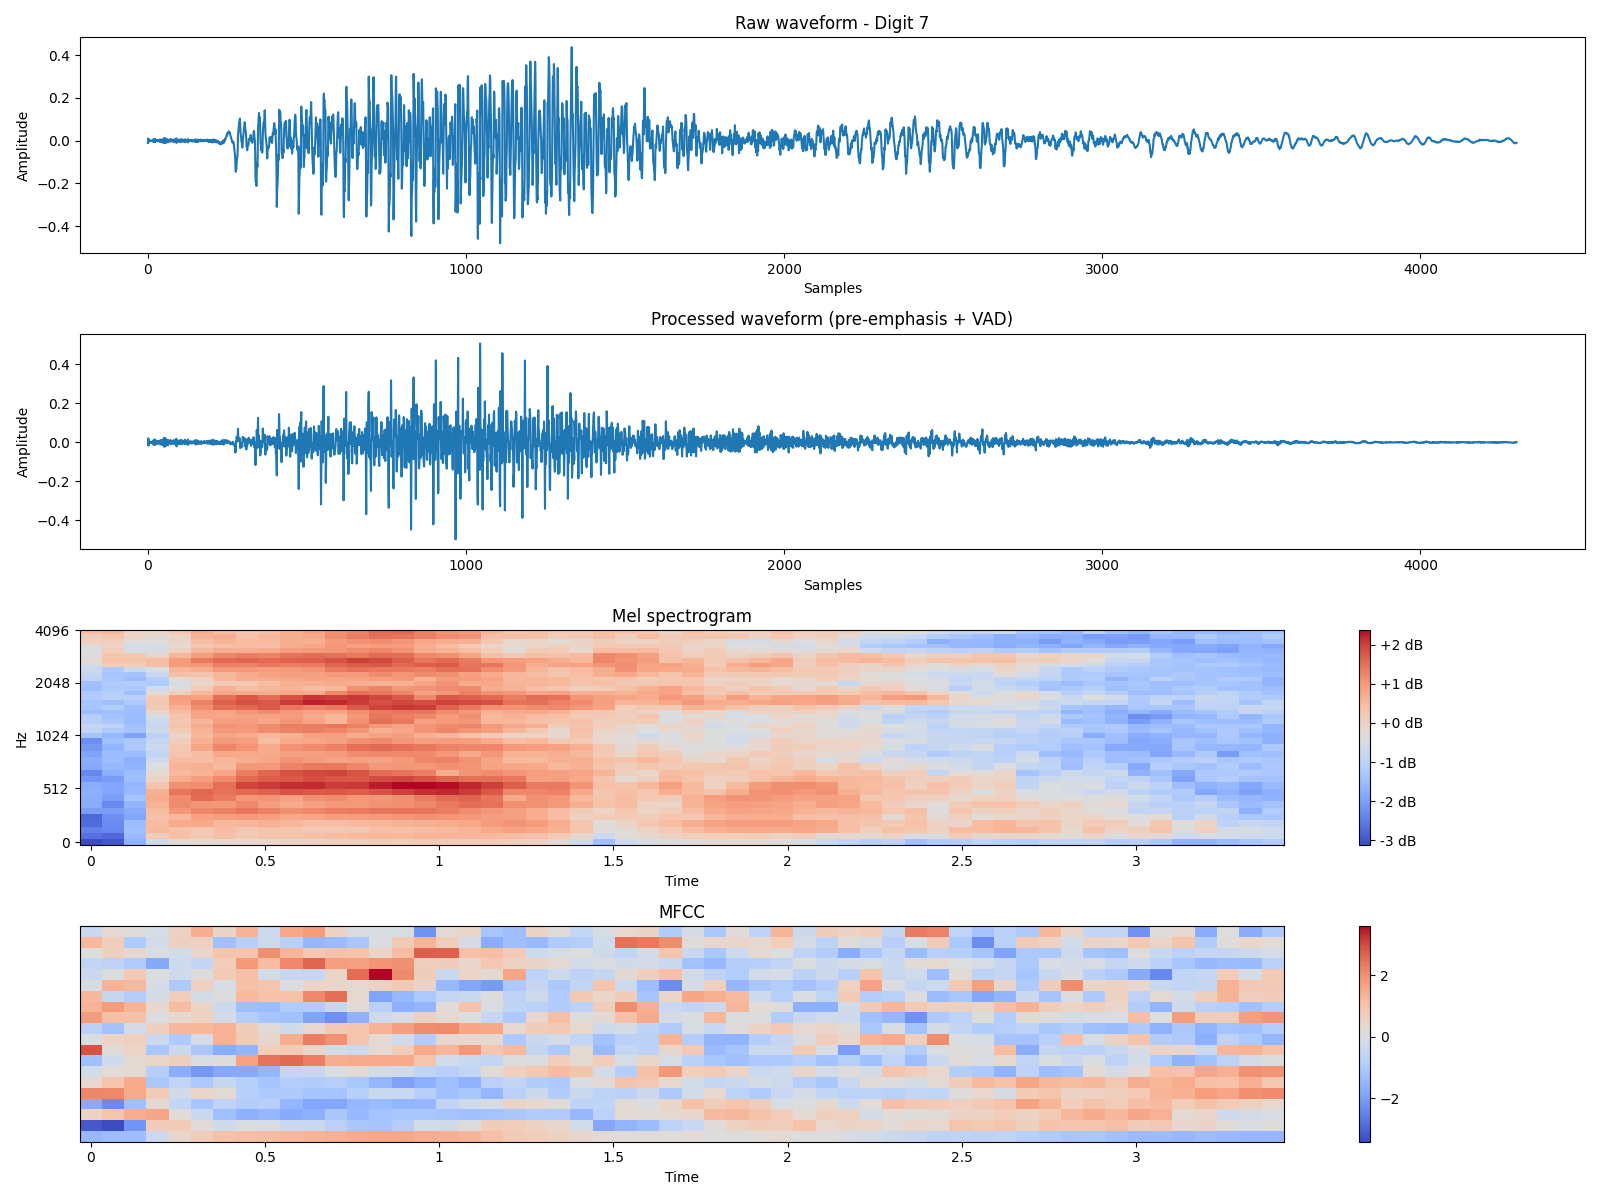 Raw waveform - Digit 7
0.4
0.2
0.0
−0.2
−0.4
Amplitude
0 1000 2000 3000 4000
Samples
Processed waveform (pre-emphasis + VAD)
0.4
0.2
0.0
−0.2
−0.4
Amplitude
0 1000 2000 3000 4000
Samples
Mel spectrogram
4096
2048
1024
512
0
Hz
0 0.5 1 1.5 2 2.5 3
Time
+2 dB
+1 dB
+0 dB
-1 dB
-2 dB
-3 dB
MFCC
0 0.5 1 1.5 2 2.5 3
Time
2
0
−2